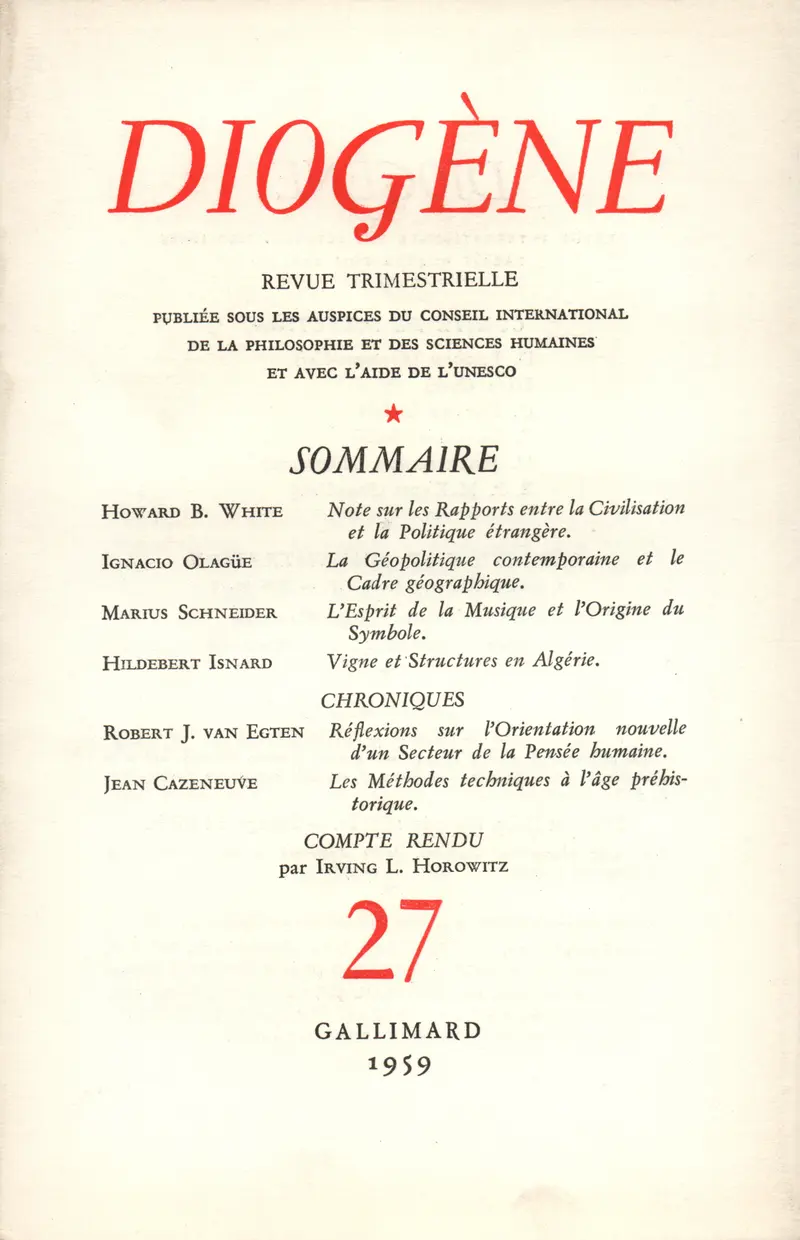 DIOGÈNE
REVUE TRIMESTRIELLE
PUBLIÉE SOUS LES AUSPICES DU CONSEIL INTERNATIONAL
DE LA PHILOSOPHIE ET DES SCIENCES HUMAINES
ET AVEC L'AIDE DE L'UNESCO
★
SOMMAIRE
HOWARD B. WHITE Note sur les Rapports entre la Civilisation
et la Politique étrangère.
IGNACIO OLAGÜE La Géopolitique contemporaine et le
Cadre géographique.
MARIUS SCHNEIDER L'Esprit de la Musique et l'Origine du
Symbole.
HILDEBERT ISNARD Vigne et Structures en Algérie.
CHRONIQUES
ROBERT J. VAN EGTEN Réflexions sur l'Orientation nouvelle
d'un Secteur de la Pensée humaine.
JEAN CAZENEUVE Les Méthodes techniques à l'âge préhis-
torique.
COMPTE RENDU
par IRVING L. HOROWITZ
27
GALLIMARD
1959